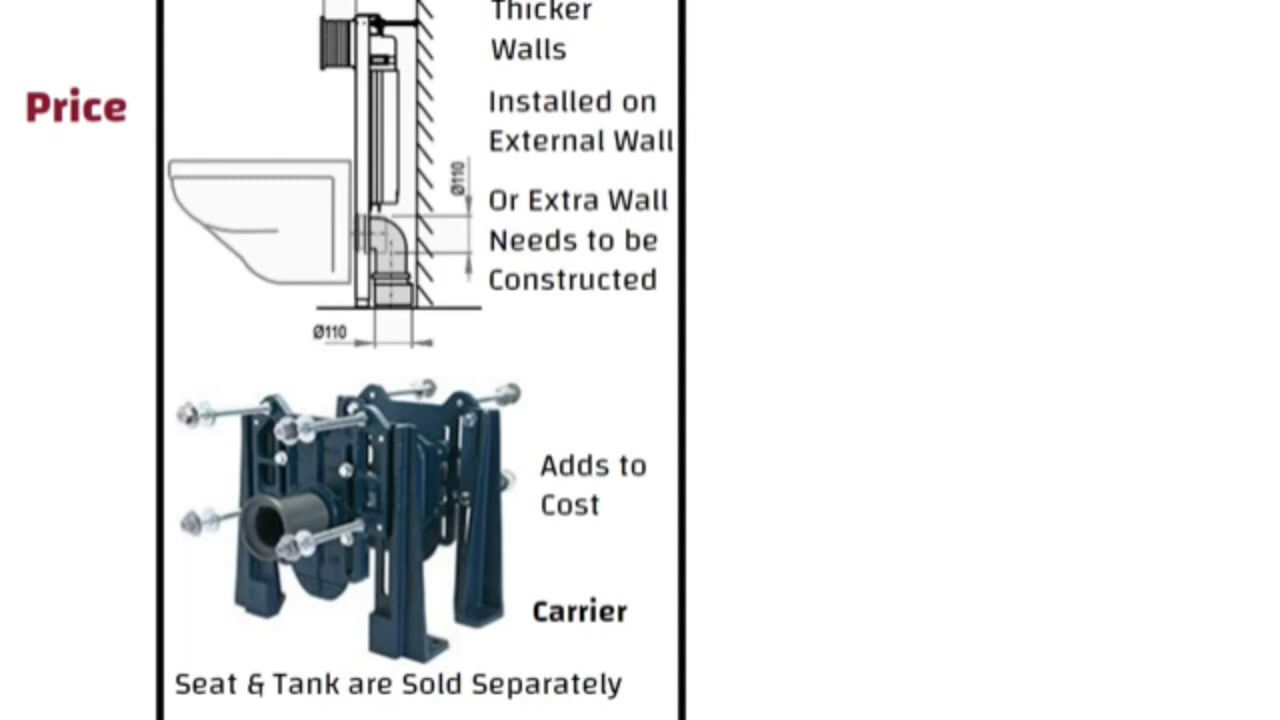 Thicker
Walls
Price
Installed on
External Wall
Ø110
Or Extra Wall
Needs to be
Constructed
Ø110
Adds to
Cost
Carrier
Seat & Tank are Sold Separately